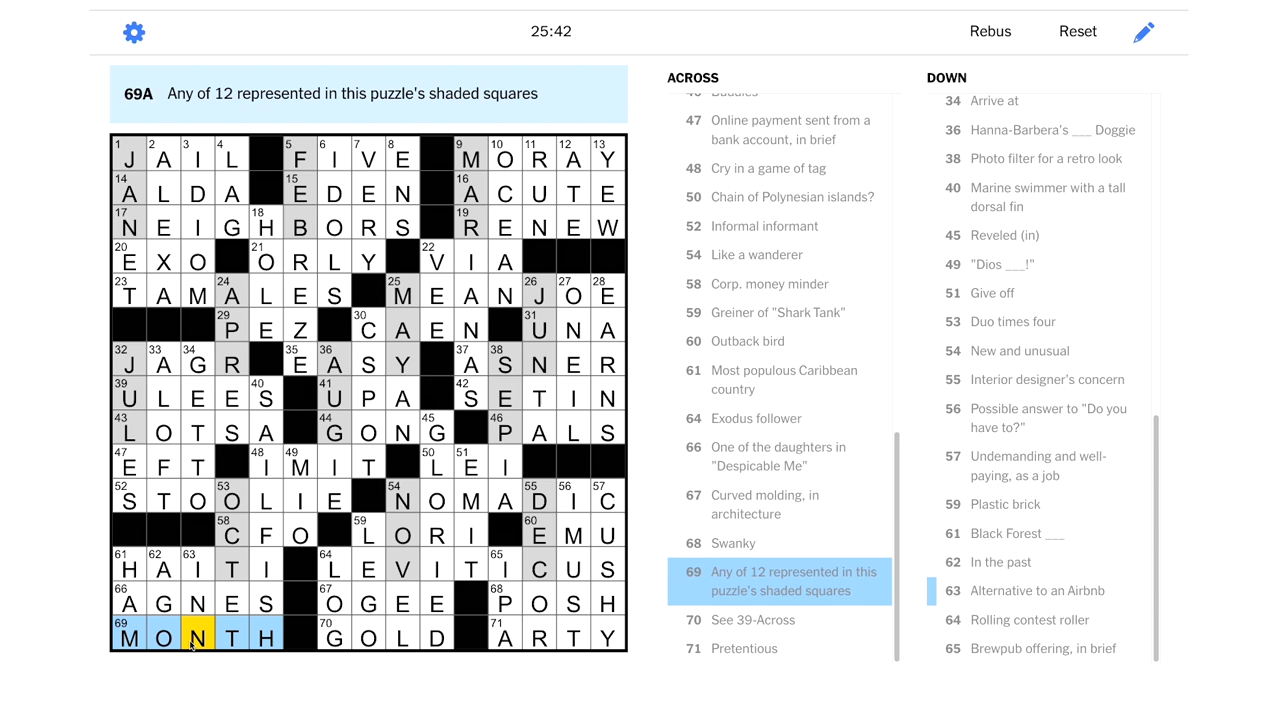 25:42
Rebus
Reset
69A Any of 12 represented in this puzzle's shaded squares
1 J 2 A 3 I 4 L 5 F 6 I 7 V 8 E 9 M 10 O 11 R 12 A 13 Y
14 A L D A 15 E D E N 16 A C U T E
17 N E I G 18 H B O R S 19 R E N E W
20 E X O 21 O R L Y 22 V I A
23 T A M 24 A L E S 25 M E A N 26 J 27 O 28 E
29 P E Z 30 C A E N 31 U N A
32 J 33 A 34 G R 35 E 36 A S Y 37 A 38 S N E R
39 U L E E 40 S 41 U P A 42 S E T I N
43 L O T S A 44 G O N 45 G 46 P A L S
47 E F T 48 I 49 M I T 50 L 51 E I
52 S T O 53 O L I E 54 N O M A 55 D 56 I 57 C
58 C F O 59 L O R I 60 E M U
61 H 62 A 63 I T I 64 L E V I T 65 I C U S
66 A G N E S 67 O G E E 68 P O S H
69 M O N T H 70 G O L D 71 A R T Y
ACROSS
47 Online payment sent from a
bank account, in brief
48 Cry in a game of tag
50 Chain of Polynesian islands?
52 Informal informant
54 Like a wanderer
58 Corp. money minder
59 Greiner of "Shark Tank"
60 Outback bird
61 Most populous Caribbean
country
64 Exodus follower
66 One of the daughters in
"Despicable Me"
67 Curved molding, in
architecture
68 Swanky
69 Any of 12 represented in this
puzzle's shaded squares
70 See 39-Across
71 Pretentious
DOWN
34 Arrive at
36 Hanna-Barbera's ___ Doggie
38 Photo filter for a retro look
40 Marine swimmer with a tall
dorsal fin
45 Reveled (in)
49 "Dios ___!"
51 Give off
53 Duo times four
54 New and unusual
55 Interior designer's concern
56 Possible answer to "Do you
have to?"
57 Undemanding and well-
paying, as a job
59 Plastic brick
61 Black Forest ___
62 In the past
63 Alternative to an Airbnb
64 Rolling contest roller
65 Brewpub offering, in brief